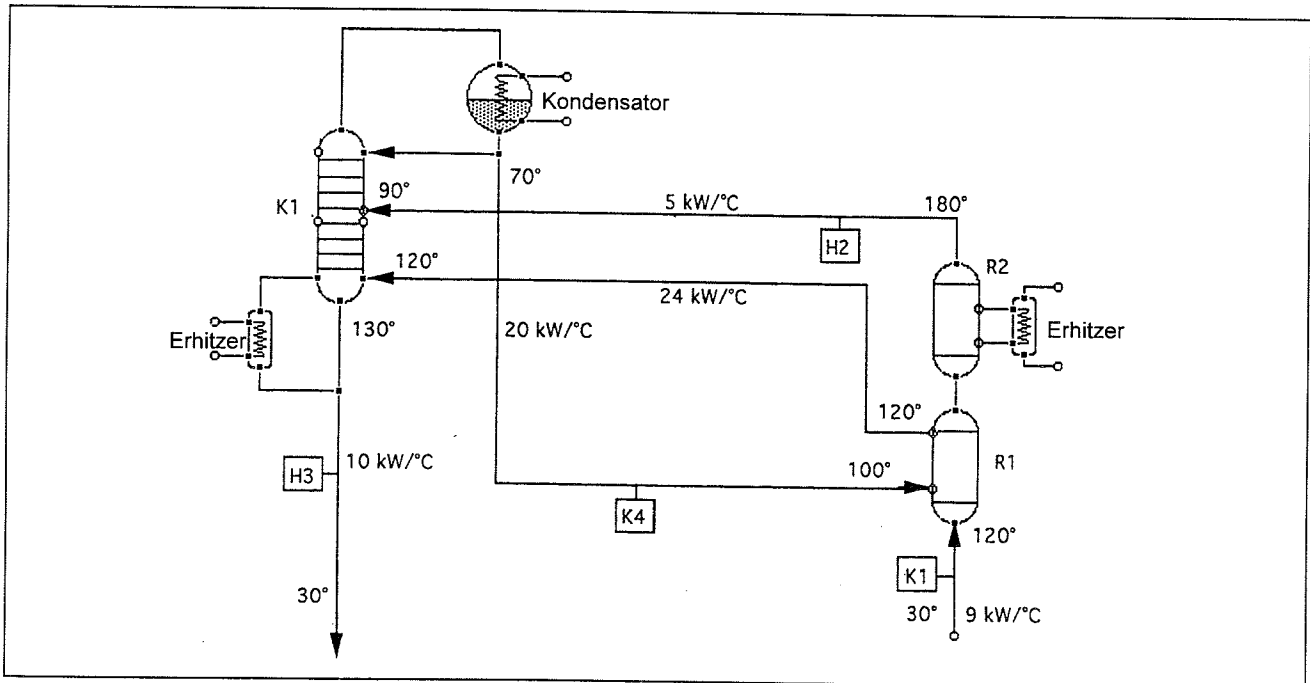 Kondensator
70°
90°
K1
5 kW/°C
180°
H2
R2
120°
24 kW/°C
Erhitzer
130°
20 kW/°C
Erhitzer
120°
10 kW/°C
H3
100°
R1
K4
120°
K1
30°
30°
9 kW/°C